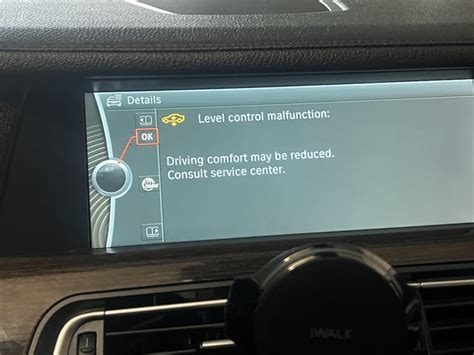 Details
Level control malfunction:
OK
Driving comfort may be reduced.
Consult service center.
iWALK